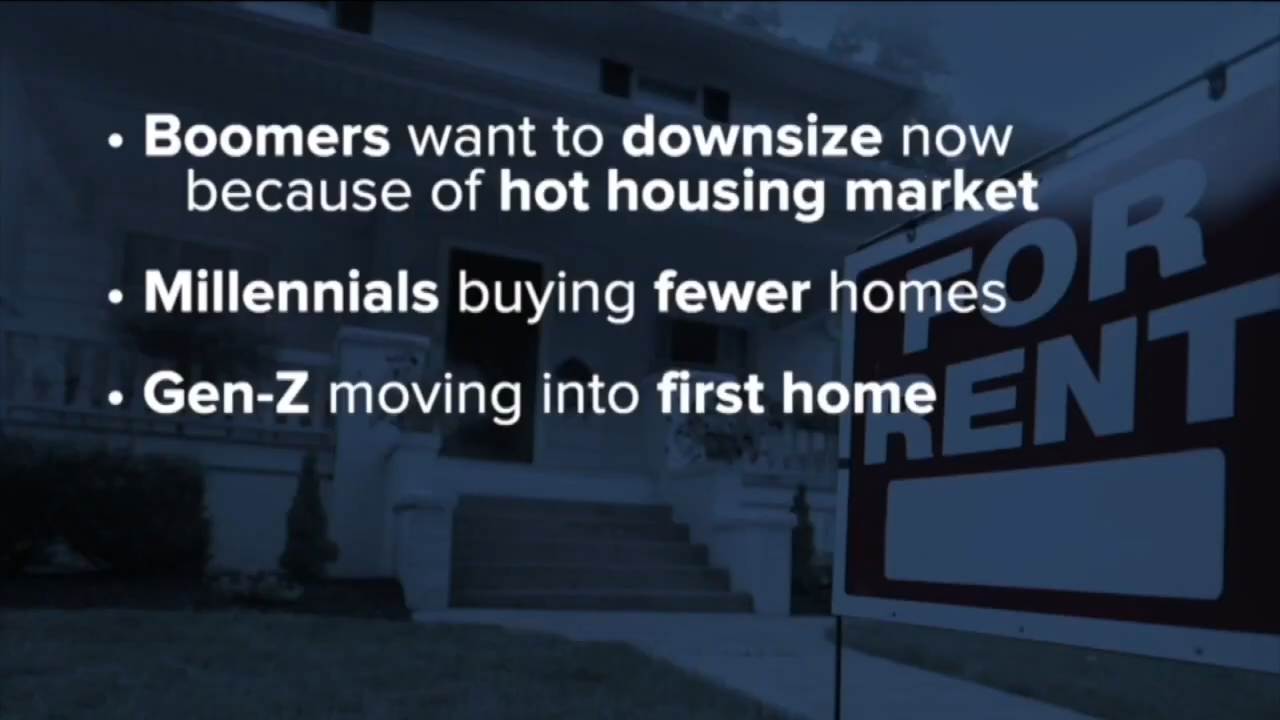 • Boomers want to downsize now
because of hot housing market
• Millennials buying fewer homes
• Gen-Z moving into first home
FOR
RENT